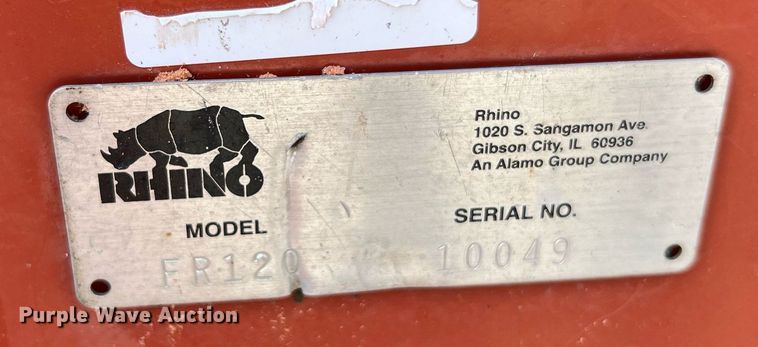 RHINO
Rhino
1020 S. Sangamon Ave.
Gibson City, IL 60936
An Alamo Group Company
MODEL
SERIAL NO.
FR120
10049
Purple Wave Auction